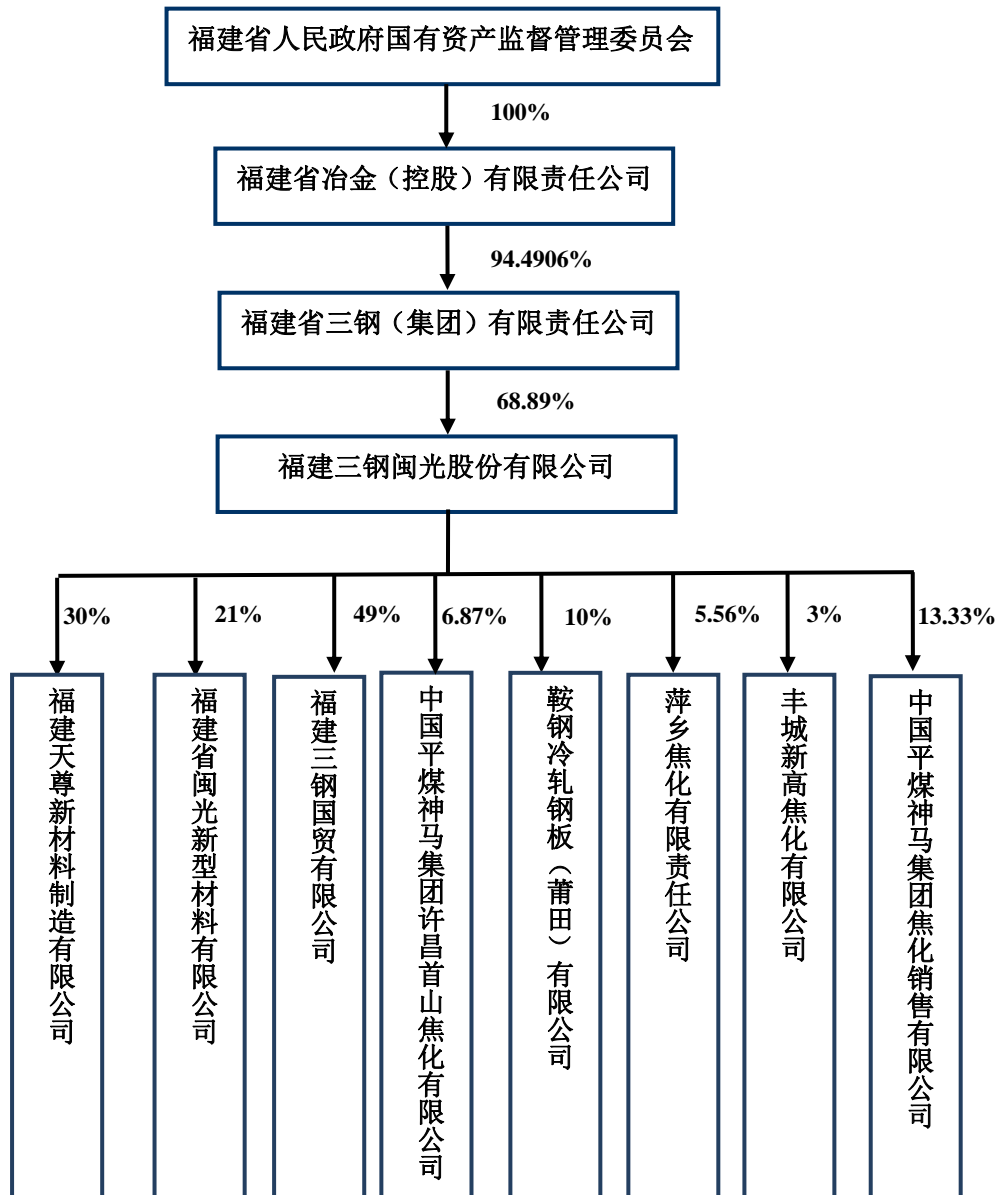 福建省人民政府国有资产监督管理委员会
100%
福建省冶金（控股）有限责任公司
94.4906%
福建省三钢（集团）有限责任公司
68.89%
福建三钢闽光股份有限公司
30%
21%
49%
6.87%
10%
5.56%
3%
13.33%
福建天尊新材料制造有限公司
福建省闽光新型材料有限公司
福建三钢国贸有限公司
中国平煤神马集团许昌首山焦化有限公司
鞍钢冷轧钢板（莆田）有限公司
萍乡焦化有限责任公司
丰城新高焦化有限公司
中国平煤神马集团焦化销售有限公司